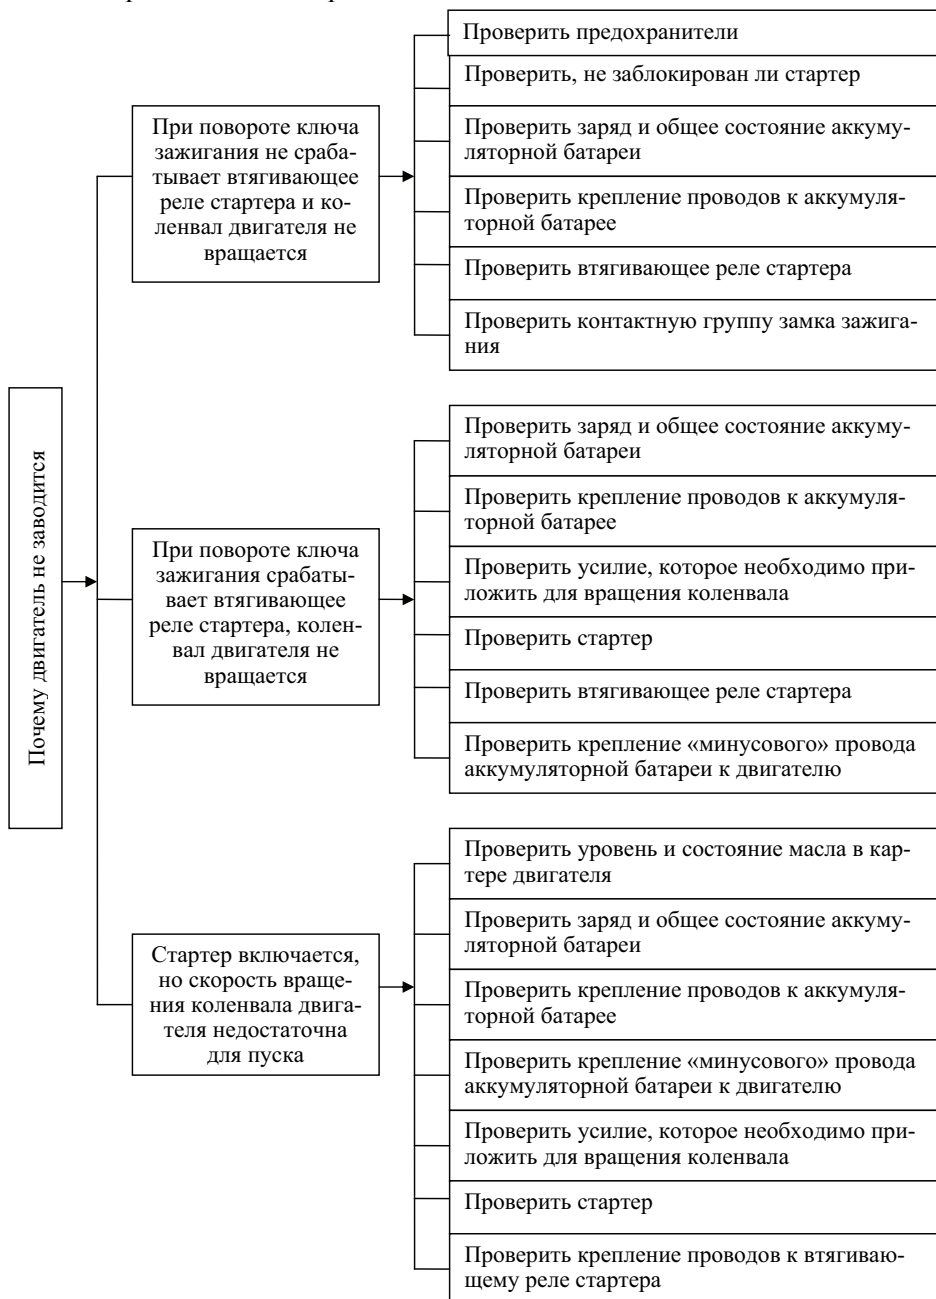 Проверить предохранители
Проверить, не заблокирован ли стартер
При повороте ключа
зажигания не сраба-
тывает втягивающее
реле стартера и ко-
ленвал двигателя не
вращается
Проверить заряд и общее состояние аккуму-
ляторной батареи
Проверить крепление проводов к аккумуля-
торной батарее
Проверить втягивающее реле стартера
Проверить контактную группу замка зажига-
ния
Почему двигатель не заводится
При повороте ключа
зажигания срабаты-
вает втягивающее
реле стартера, колен-
вал двигателя не
вращается
Проверить заряд и общее состояние аккуму-
ляторной батареи
Проверить крепление проводов к аккумуля-
торной батарее
Проверить усилие, которое необходимо при-
ложить для вращения коленвала
Проверить стартер
Проверить втягивающее реле стартера
Проверить крепление «минусового» провода
аккумуляторной батареи к двигателю
Стартер включается,
но скорость враще-
ния коленвала двига-
теля недостаточна
для пуска
Проверить уровень и состояние масла в кар-
тере двигателя
Проверить заряд и общее состояние аккуму-
ляторной батареи
Проверить крепление проводов к аккумуля-
торной батарее
Проверить крепление «минусового» провода
аккумуляторной батареи к двигателю
Проверить усилие, которое необходимо при-
ложить для вращения коленвала
Проверить стартер
Проверить крепление проводов к втягиваю-
щему реле стартера